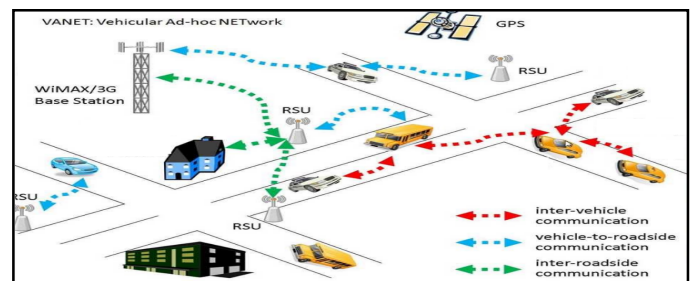 VANET: Vehicular Ad-hoc NETwork
GPS
WiMAX/3G
Base Station
RSU
RSU
RSU
RSU
inter-vehicle
communication
vehicle-to-roadside
communication
inter-roadside
communication